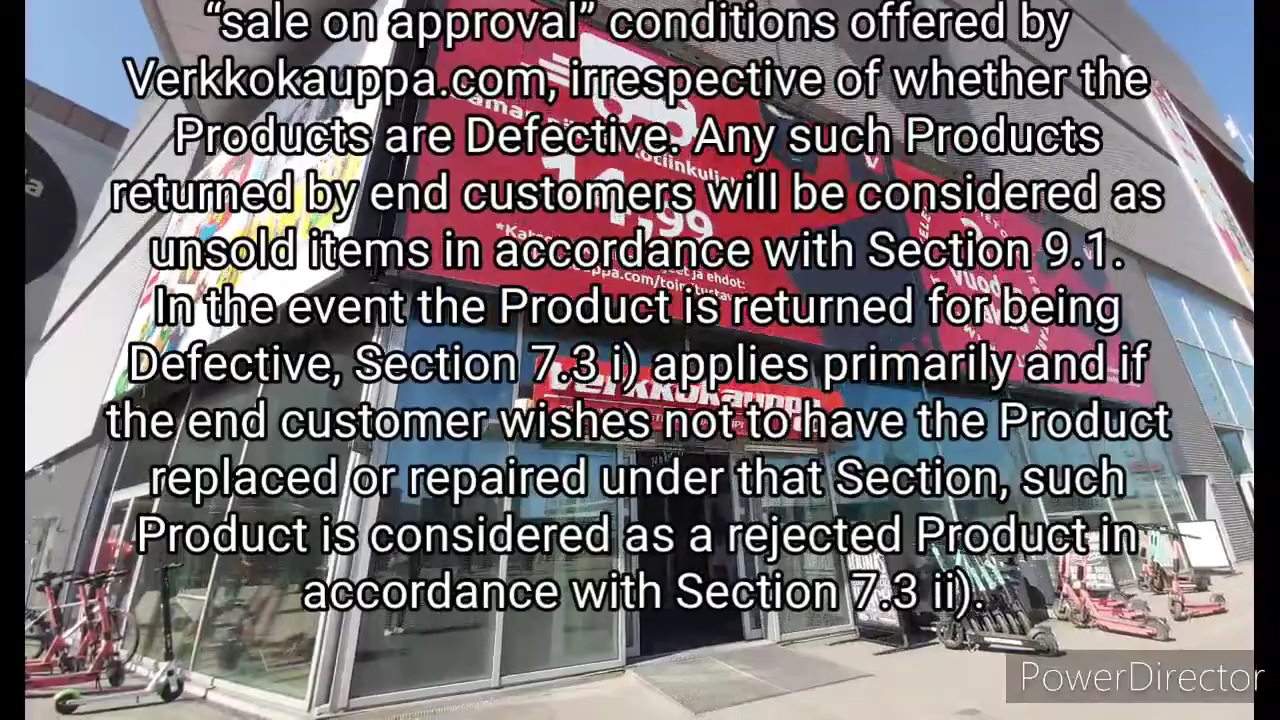 “sale on approval” conditions offered by
Verkkokauppa.com, irrespective of whether the
Products are Defective. Any such Products
returned by end customers will be considered as
unsold items in accordance with Section 9.1.
In the event the Product is returned for being
Defective, Section 7.3 i) applies primarily and if
the end customer wishes not to have the Product
replaced or repaired under that Section, such
Product is considered as a rejected Product in
accordance with Section 7.3 ii).
14,99
Verkkokauppa
PowerDirector